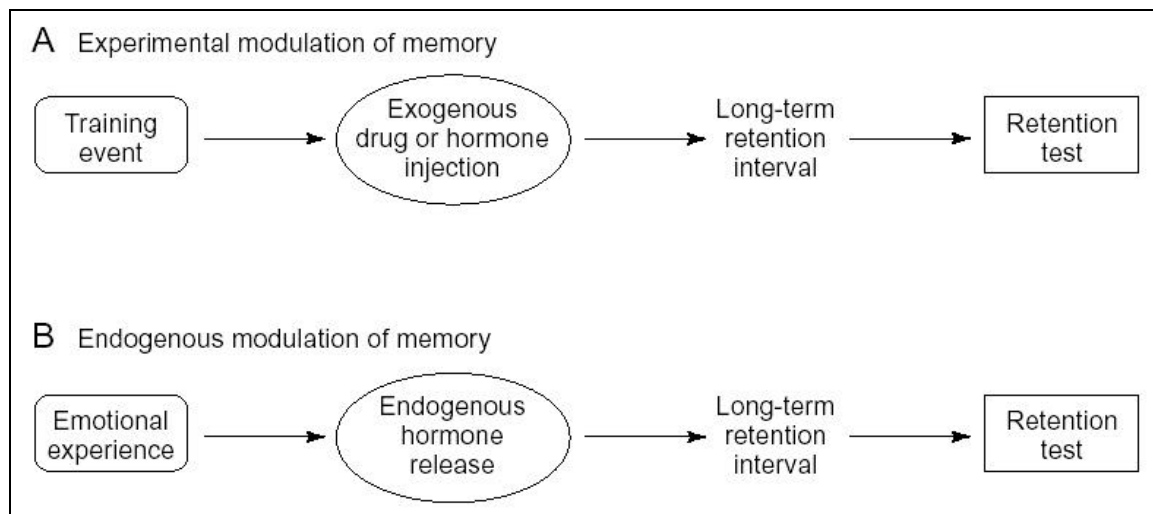 A Experimental modulation of memory
Training
event
Exogenous
drug or hormone
injection
Long-term
retention
interval
Retention
test
B Endogenous modulation of memory
Emotional
experience
Endogenous
hormone
release
Long-term
retention
interval
Retention
test